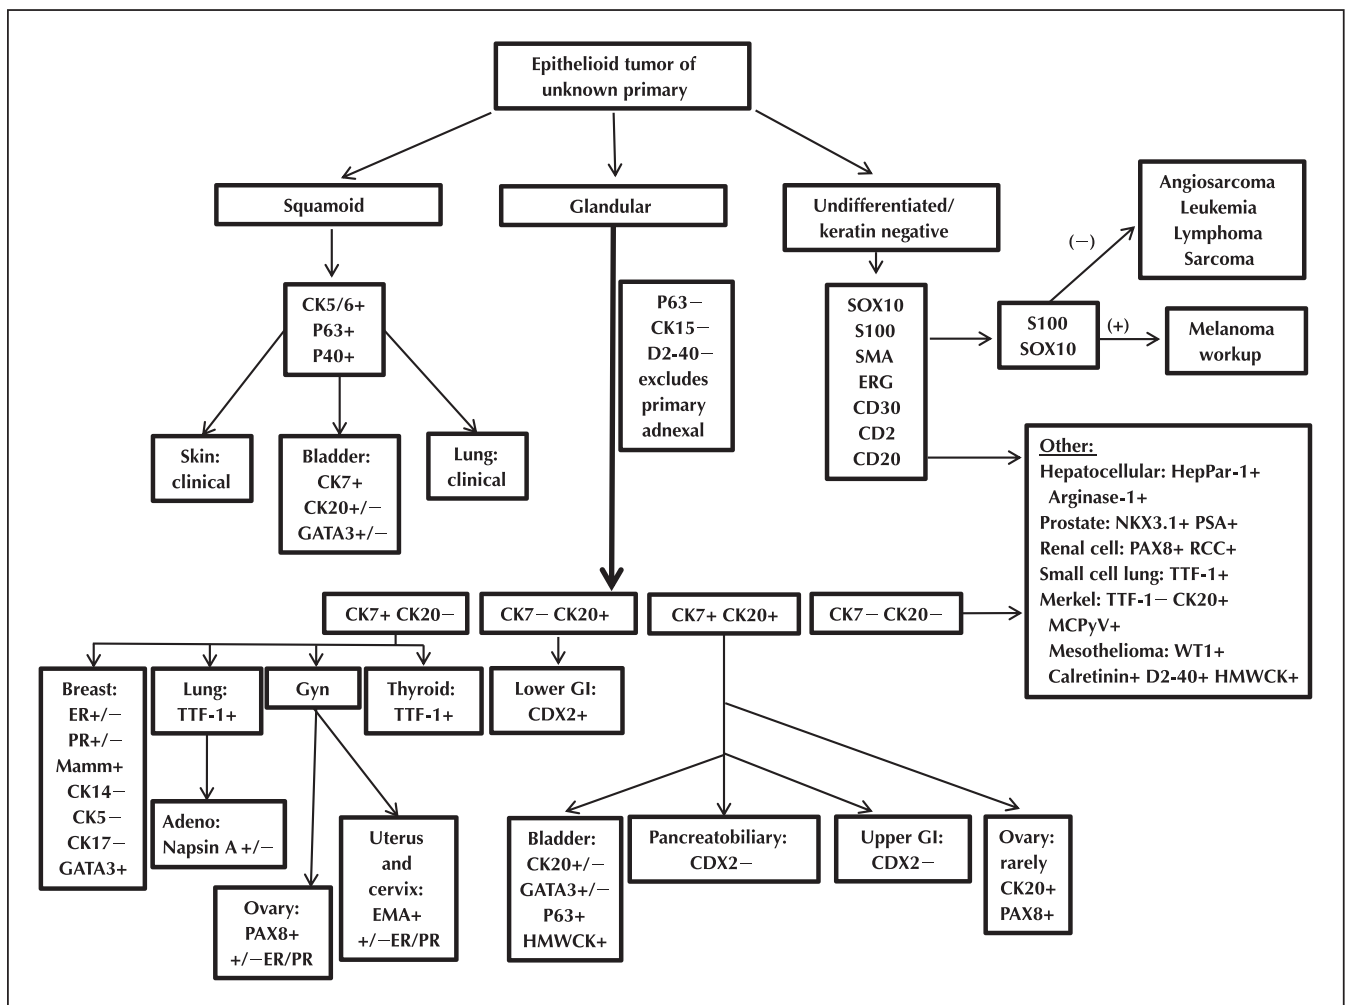 Epithelioid tumor of
unknown primary
Squamoid
Glandular
Undifferentiated/
keratin negative
Angiosarcoma
Leukemia
Lymphoma
Sarcoma
(−)
CK5/6+
P63+
P40+
P63−
CK15−
D2-40−
excludes
primary
adnexal
SOX10
S100
SMA
ERG
CD30
CD2
CD20
S100
SOX10
(+)
Melanoma
workup
Skin:
clinical
Bladder:
CK7+
CK20+/−
GATA3+/−
Lung:
clinical
Other:
Hepatocellular: HepPar-1+
Arginase-1+
Prostate: NKX3.1+ PSA+
Renal cell: PAX8+ RCC+
Small cell lung: TTF-1+
Merkel: TTF-1− CK20+
MCPyV+
Mesothelioma: WT1+
Calretinin+ D2-40+ HMWCK+
CK7+ CK20−
CK7− CK20+
CK7+ CK20+
CK7− CK20−
Breast:
ER+/−
PR+/−
Mamm+
CK14−
CK5−
CK17−
GATA3+
Lung:
TTF-1+
Gyn
Thyroid:
TTF-1+
Lower GI:
CDX2+
Adeno:
Napsin A +/−
Ovary:
PAX8+
+/−ER/PR
Uterus
and
cervix:
EMA+
+/−ER/PR
Bladder:
CK20+/−
GATA3+/−
P63+
HMWCK+
Pancreatobiliary:
CDX2−
Upper GI:
CDX2−
Ovary:
rarely
CK20+
PAX8+